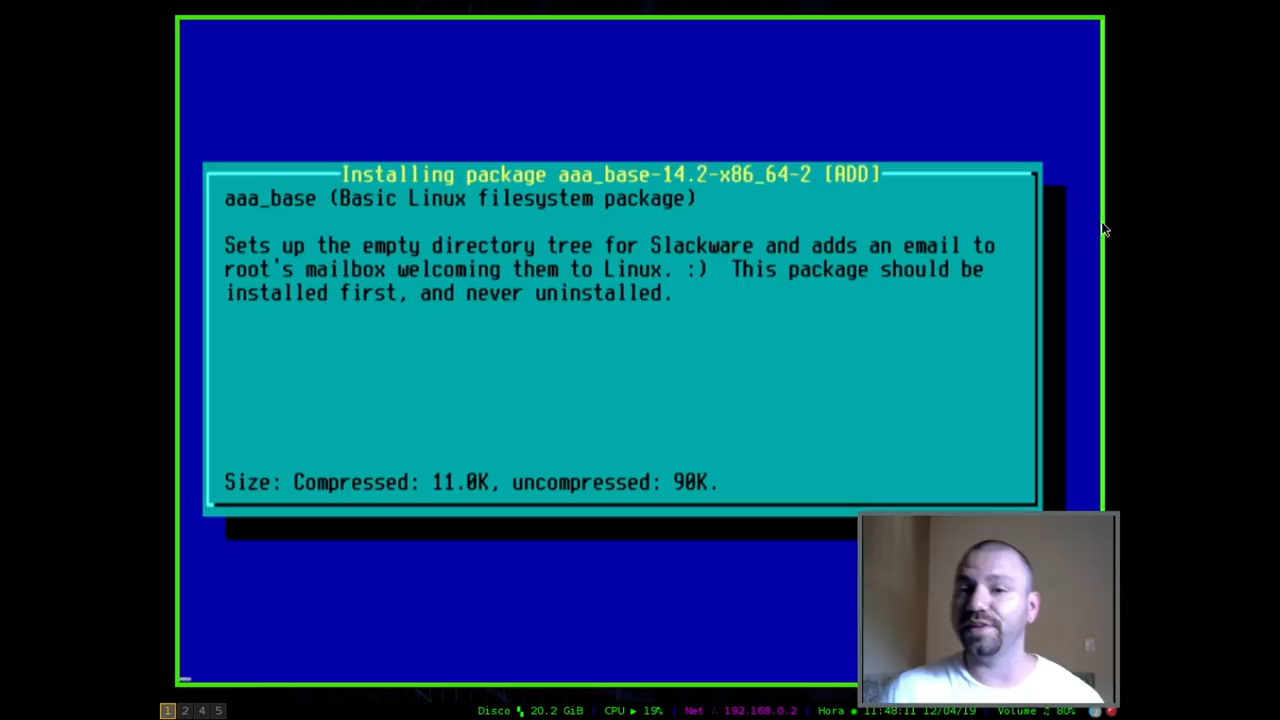 Installing package aaa_base-14.2-x86_64-2 [ADD]
aaa_base (Basic Linux filesystem package)
Sets up the empty directory tree for Slackware and adds an email to
root's mailbox welcoming them to Linux. :)  This package should be
installed first, and never uninstalled.
Size: Compressed: 11.0K, uncompressed: 90K.
1 2 4 5 Disco 20.2 GiB | CPU ▶ 19% | Net 192.168.0.2 | Hora 11:48:11 12/04/19 | Volume 80%